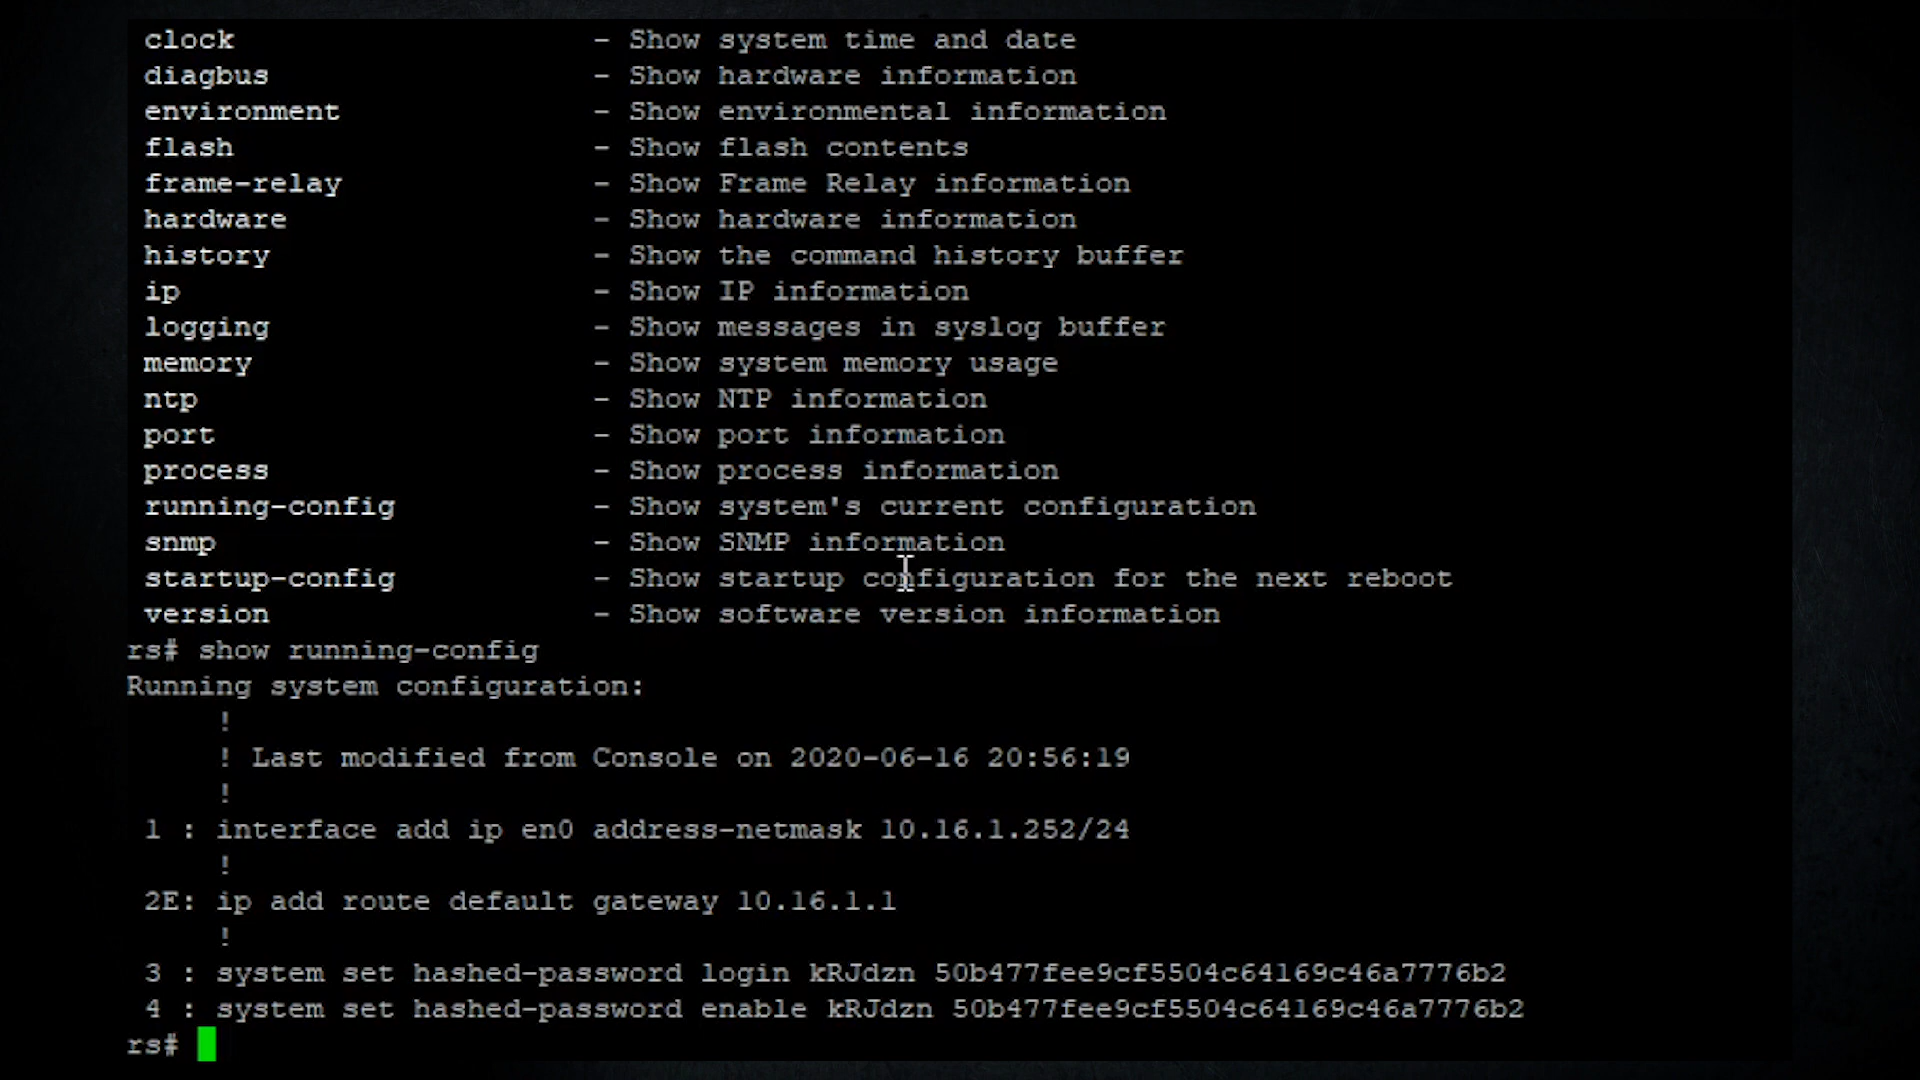 clock - Show system time and date
diagbus - Show hardware information
environment - Show environmental information
flash - Show flash contents
frame-relay - Show Frame Relay information
hardware - Show hardware information
history - Show the command history buffer
ip - Show IP information
logging - Show messages in syslog buffer
memory - Show system memory usage
ntp - Show NTP information
port - Show port information
process - Show process information
running-config - Show system's current configuration
snmp - Show SNMP information
startup-config - Show startup configuration for the next reboot
version - Show software version information
rs# show running-config
Running system configuration:
!
! Last modified from Console on 2020-06-16 20:56:19
!
1 : interface add ip en0 address-netmask 10.16.1.252/24
!
2E: ip add route default gateway 10.16.1.1
!
3 : system set hashed-password login kRJdzn 50b477fee9cf5504c64169c46a7776b2
4 : system set hashed-password enable kRJdzn 50b477fee9cf5504c64169c46a7776b2
rs#